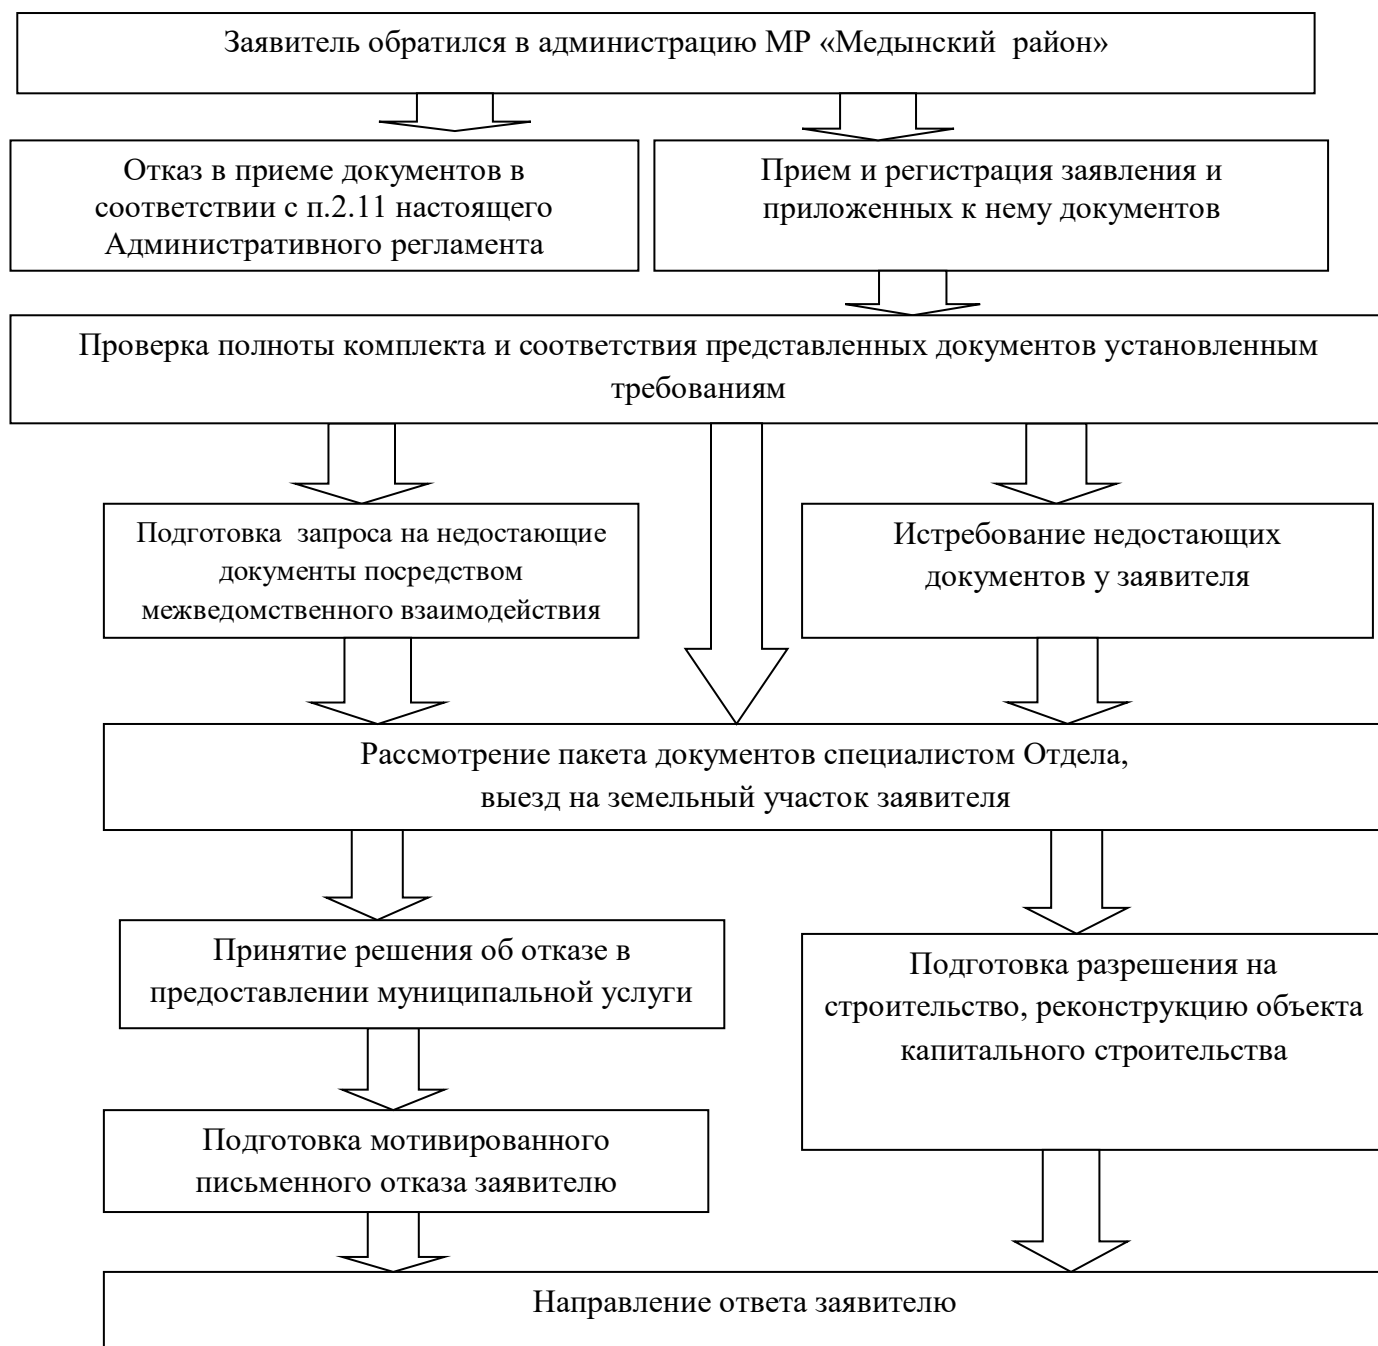 Заявитель обратился в администрацию МР «Медынский  район»
Отказ в приеме документов в
соответствии с п.2.11 настоящего
Административного регламента
Прием и регистрация заявления и
приложенных к нему документов
Проверка полноты комплекта и соответствия представленных документов установленным
требованиям
Подготовка  запроса на недостающие
документы посредством
межведомственного взаимодействия
Истребование недостающих
документов у заявителя
Рассмотрение пакета документов специалистом Отдела,
выезд на земельный участок заявителя
Принятие решения об отказе в
предоставлении муниципальной услуги
Подготовка разрешения на
строительство, реконструкцию объекта
капитального строительства
Подготовка мотивированного
письменного отказа заявителю
Направление ответа заявителю